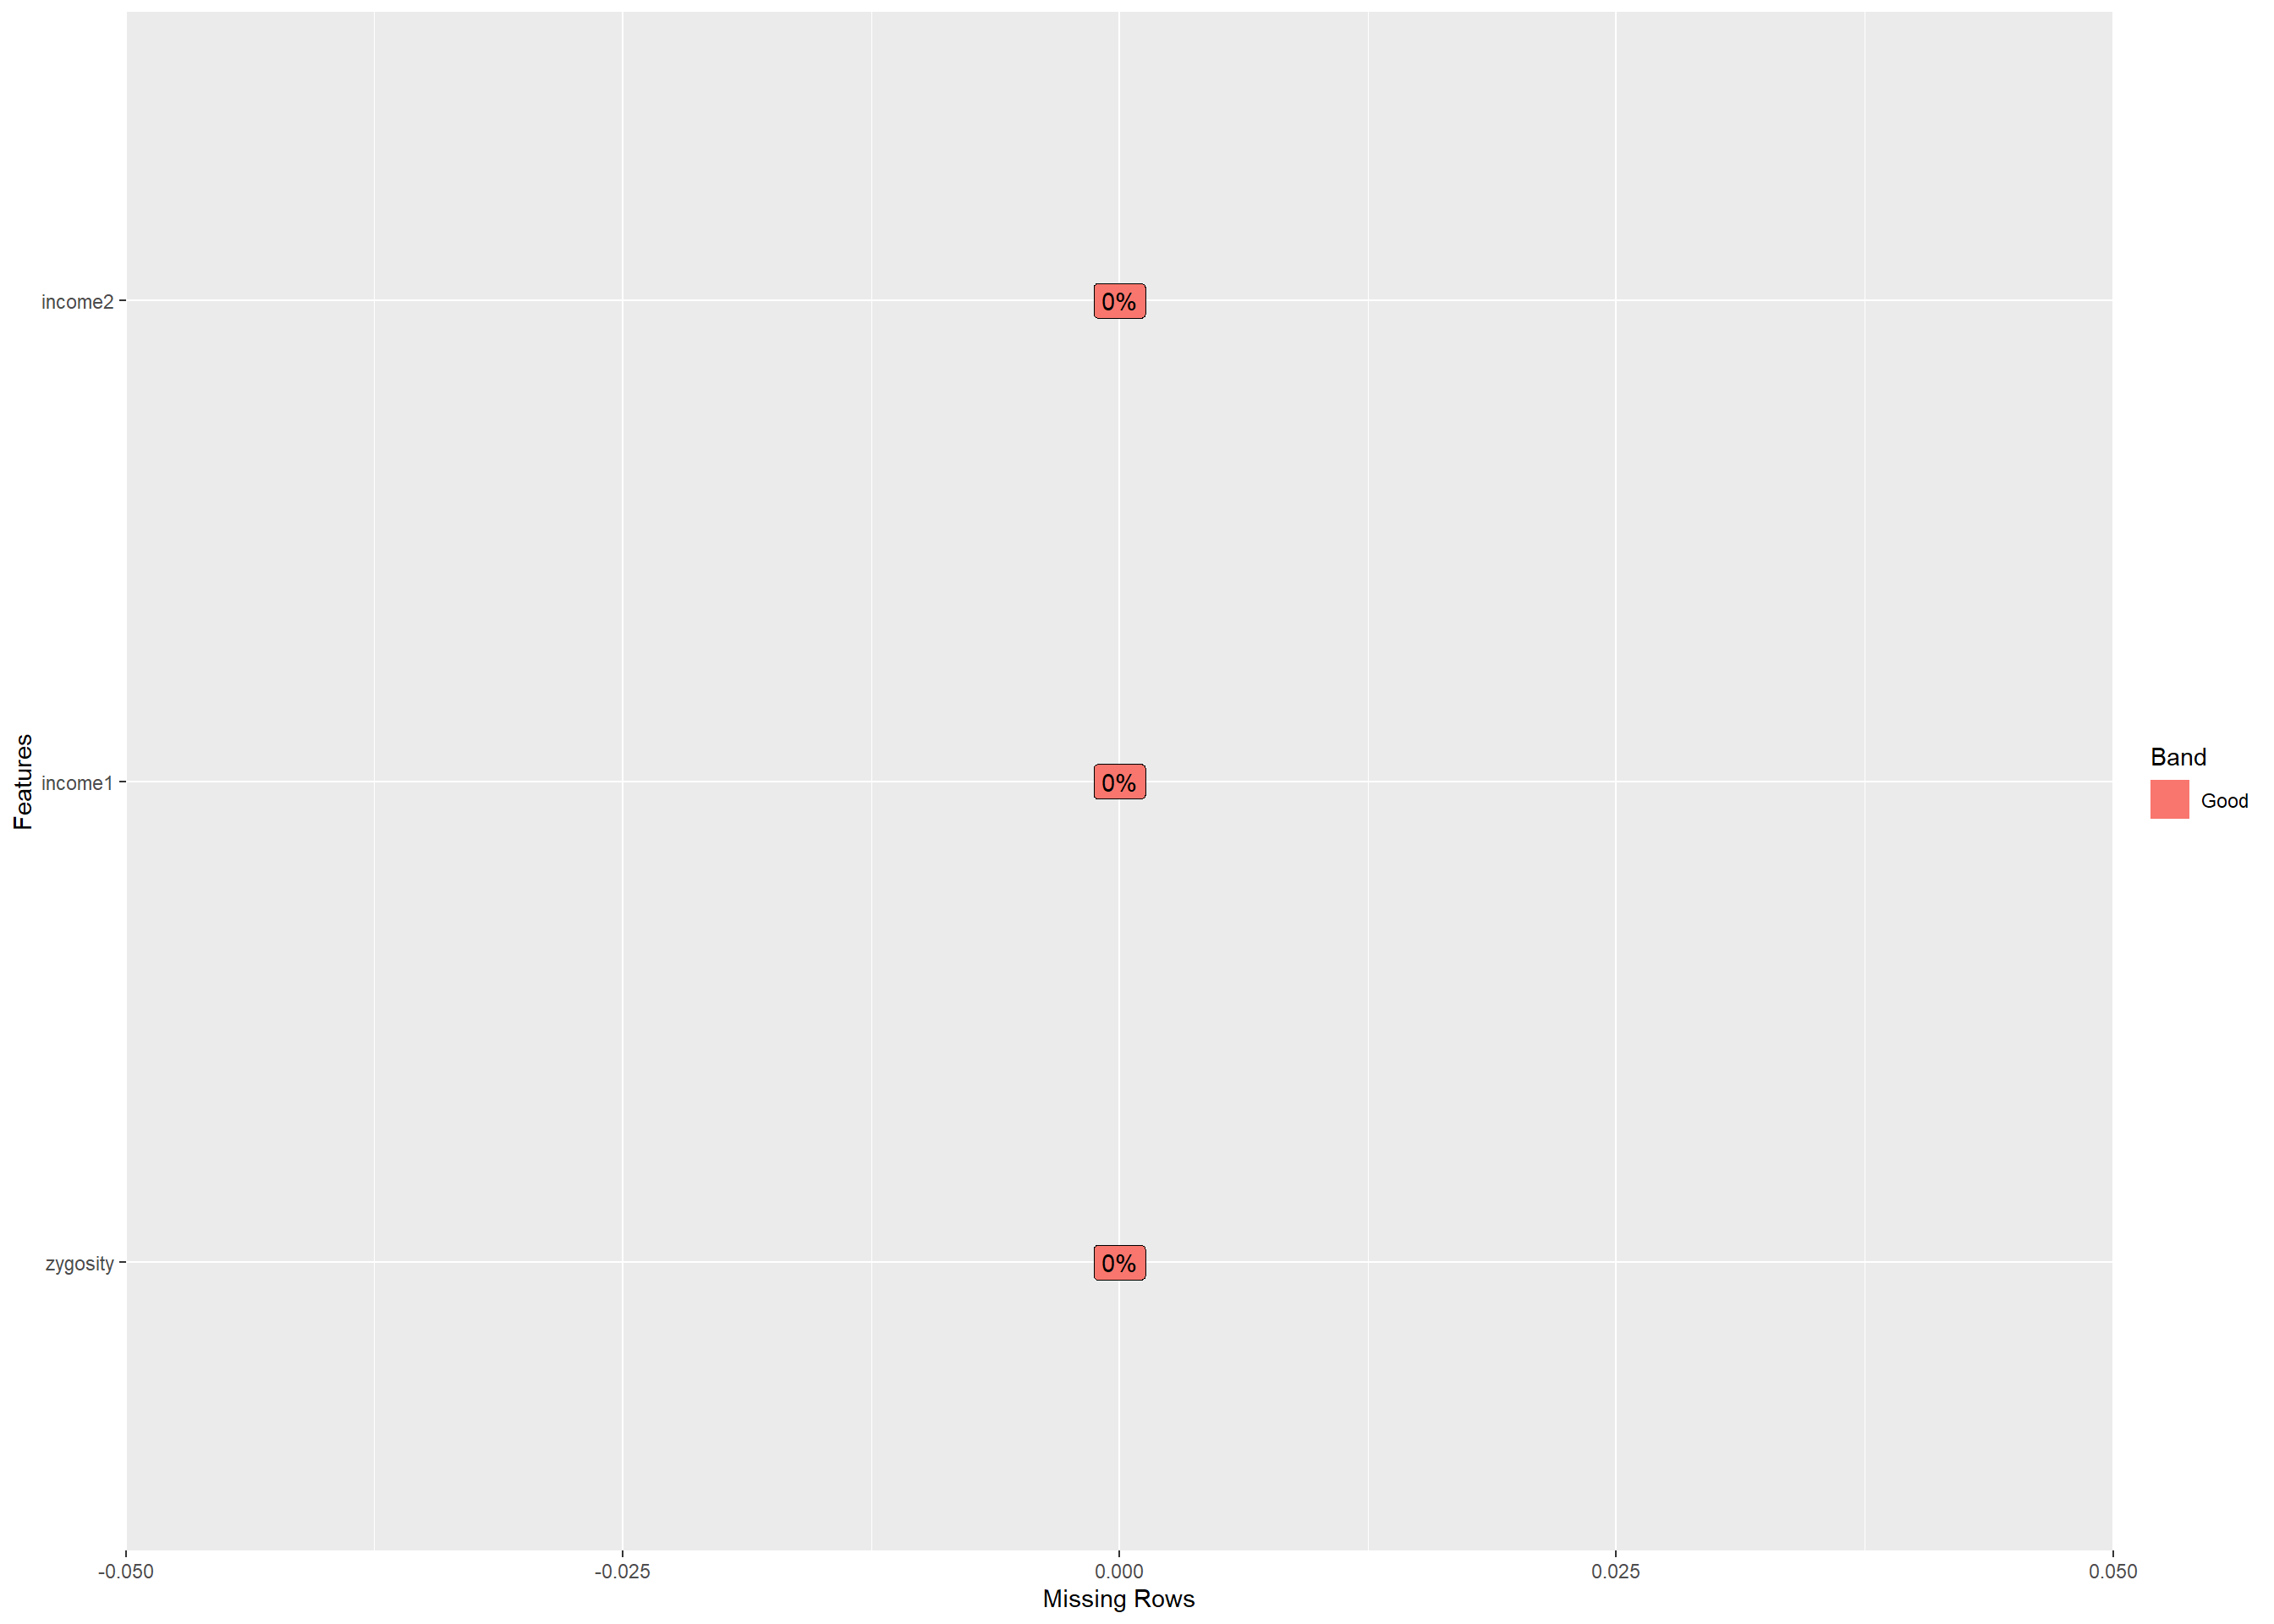 Features
income2
0%
income1
0%
zygosity
0%
-0.050
-0.025
0.000
0.025
0.050
Missing Rows
Band
Good